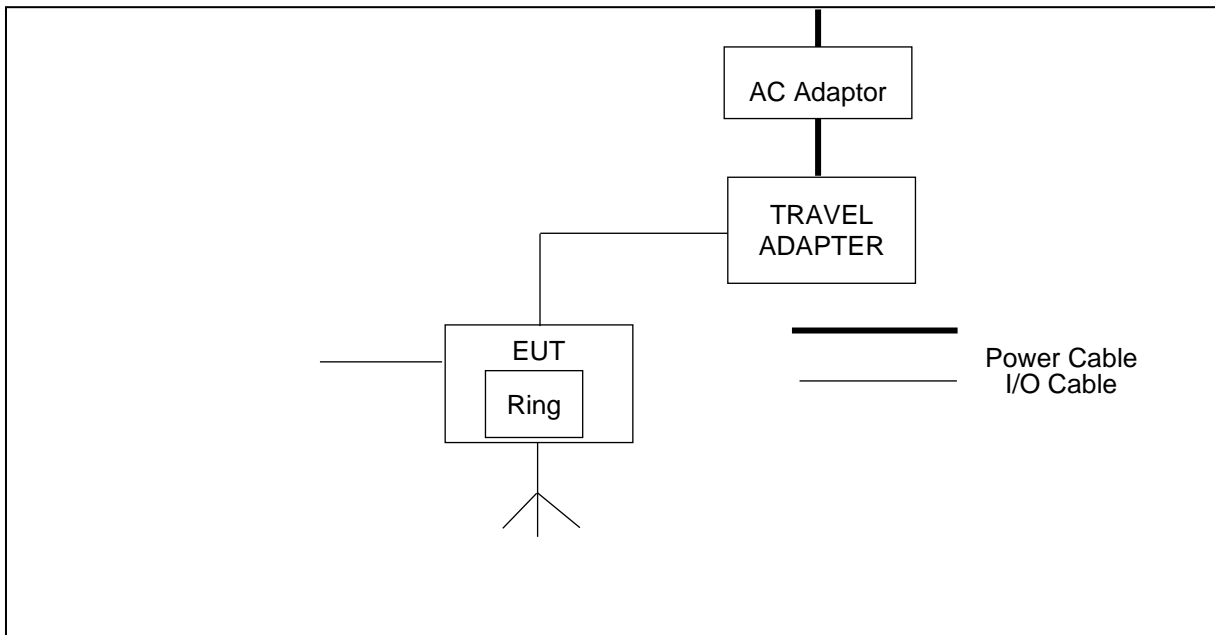 AC Adaptor
TRAVEL
ADAPTER
EUT
Ring
Power Cable
I/O Cable